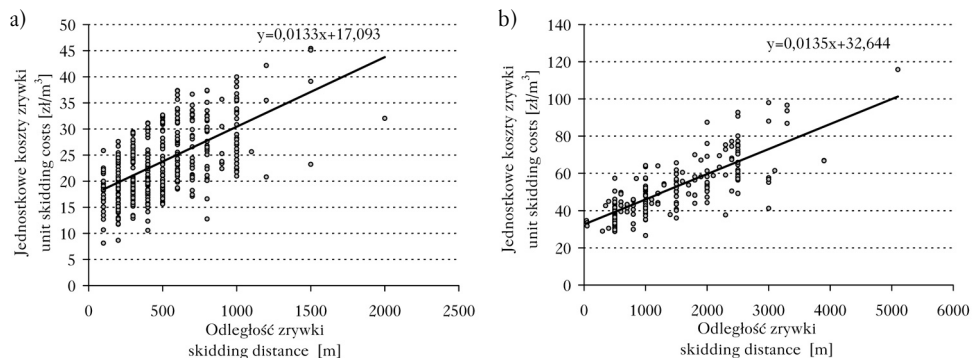 a)
y=0,0133x+17,093
Jednostkowe koszty zrywki
unit skidding costs [zł/m³]
50
45
40
35
30
25
20
15
10
5
0
0 500 1000 1500 2000 2500
Odległość zrywki
skidding distance [m]
b)
y=0,0135x+32,644
Jednostkowe koszty zrywki
unit skidding costs [zł/m³]
140
120
100
80
60
40
20
0
0 1000 2000 3000 4000 5000 6000
Odległość zrywki
skidding distance [m]